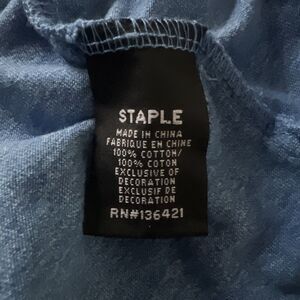 STAPLE
MADE IN CHINA
FABRIQUE EN CHINE
100% COTTON/
100% COTON
EXCLUSIVE OF
DECORATION
EXCLUSIF DE
DECORATION
RN#136421